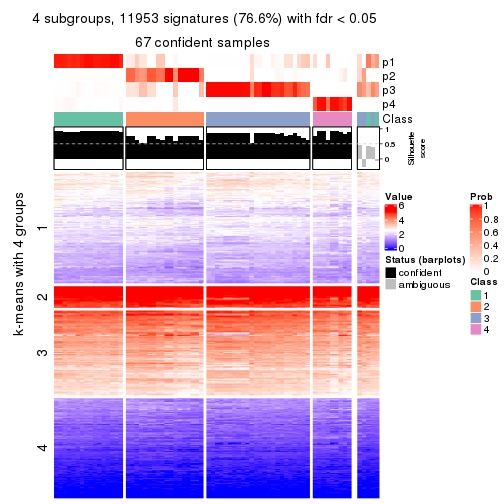 4 subgroups, 11953 signatures (76.6%) with fdr < 0.05
67 confident samples
p1
p2
p3
p4
Class
1
0.5
0
Silhouette
score
k-means with 4 groups
1
2
3
4
Value
6
4
2
0
Status (barplots)
confident
ambiguous
Prob
1
0.8
0.6
0.4
0.2
0
Class
1
2
3
4